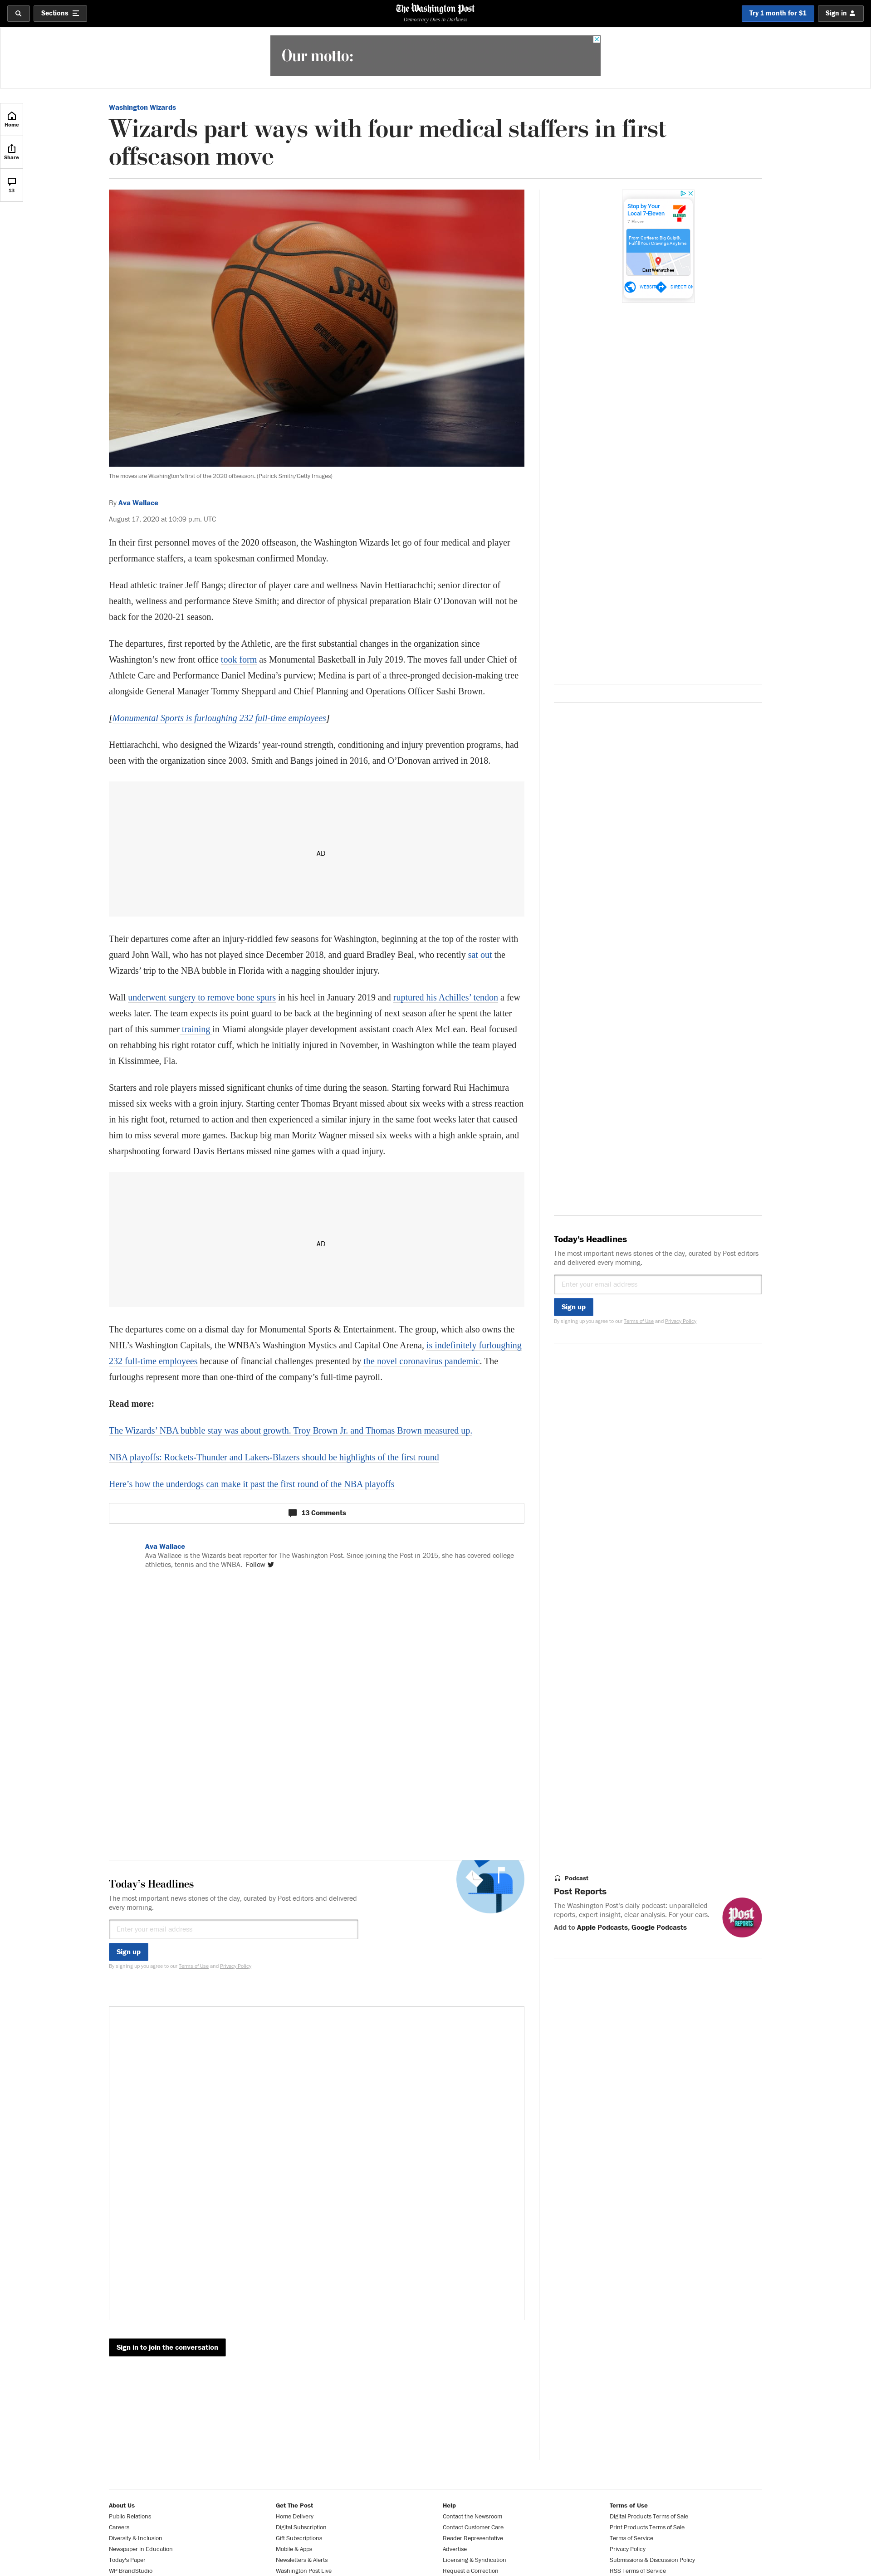 Sections
The Washington Post
Democracy Dies in Darkness
Try 1 month for $1
Sign in
Our motto:
Home
Share
13
Washington Wizards
Wizards part ways with four medical staffers in first
offseason move
SPALDING
Stop by Your
Local 7-Eleven
7-Eleven
ELEVEN
From Coffee to Big Gulp®,
Fulfill Your Cravings Anytime
East Wenatchee
WEBSITE
DIRECTION
The moves are Washington's first of the 2020 offseason. (Patrick Smith/Getty Images)
By Ava Wallace
August 17, 2020 at 10:09 p.m. UTC
In their first personnel moves of the 2020 offseason, the Washington Wizards let go of four medical and player
performance staffers, a team spokesman confirmed Monday.
Head athletic trainer Jeff Bangs; director of player care and wellness Navin Hettiarachchi; senior director of
health, wellness and performance Steve Smith; and director of physical preparation Blair O’Donovan will not be
back for the 2020-21 season.
The departures, first reported by the Athletic, are the first substantial changes in the organization since
Washington’s new front office took form as Monumental Basketball in July 2019. The moves fall under Chief of
Athlete Care and Performance Daniel Medina’s purview; Medina is part of a three-pronged decision-making tree
alongside General Manager Tommy Sheppard and Chief Planning and Operations Officer Sashi Brown.
[Monumental Sports is furloughing 232 full-time employees]
Hettiarachchi, who designed the Wizards’ year-round strength, conditioning and injury prevention programs, had
been with the organization since 2003. Smith and Bangs joined in 2016, and O’Donovan arrived in 2018.
AD
Their departures come after an injury-riddled few seasons for Washington, beginning at the top of the roster with
guard John Wall, who has not played since December 2018, and guard Bradley Beal, who recently sat out the
Wizards’ trip to the NBA bubble in Florida with a nagging shoulder injury.
Wall underwent surgery to remove bone spurs in his heel in January 2019 and ruptured his Achilles’ tendon a few
weeks later. The team expects its point guard to be back at the beginning of next season after he spent the latter
part of this summer training in Miami alongside player development assistant coach Alex McLean. Beal focused
on rehabbing his right rotator cuff, which he initially injured in November, in Washington while the team played
in Kissimmee, Fla.
Starters and role players missed significant chunks of time during the season. Starting forward Rui Hachimura
missed six weeks with a groin injury. Starting center Thomas Bryant missed about six weeks with a stress reaction
in his right foot, returned to action and then experienced a similar injury in the same foot weeks later that caused
him to miss several more games. Backup big man Moritz Wagner missed six weeks with a high ankle sprain, and
sharpshooting forward Davis Bertans missed nine games with a quad injury.
AD
The departures come on a dismal day for Monumental Sports & Entertainment. The group, which also owns the
NHL’s Washington Capitals, the WNBA’s Washington Mystics and Capital One Arena, is indefinitely furloughing
232 full-time employees because of financial challenges presented by the novel coronavirus pandemic. The
furloughs represent more than one-third of the company’s full-time payroll.
Read more:
The Wizards’ NBA bubble stay was about growth. Troy Brown Jr. and Thomas Brown measured up.
NBA playoffs: Rockets-Thunder and Lakers-Blazers should be highlights of the first round
Here’s how the underdogs can make it past the first round of the NBA playoffs
13 Comments
Ava Wallace
Ava Wallace is the Wizards beat reporter for The Washington Post. Since joining the Post in 2015, she has covered college
athletics, tennis and the WNBA. Follow
Today’s Headlines
The most important news stories of the day, curated by Post editors
and delivered every morning.
Enter your email address
Sign up
By signing up you agree to our Terms of Use and Privacy Policy
Today’s Headlines
The most important news stories of the day, curated by Post editors and delivered
every morning.
Enter your email address
Sign up
By signing up you agree to our Terms of Use and Privacy Policy
Podcast
Post Reports
The Washington Post’s daily podcast: unparalleled
reports, expert insight, clear analysis. For your ears.
Add to Apple Podcasts, Google Podcasts
Post
REPORTS
Sign in to join the conversation
About Us
Public Relations
Careers
Diversity & Inclusion
Newspaper in Education
Today’s Paper
WP BrandStudio
Get The Post
Home Delivery
Digital Subscription
Gift Subscriptions
Mobile & Apps
Newsletters & Alerts
Washington Post Live
Help
Contact the Newsroom
Contact Customer Care
Reader Representative
Advertise
Licensing & Syndication
Request a Correction
Terms of Use
Digital Products Terms of Sale
Print Products Terms of Sale
Terms of Service
Privacy Policy
Submissions & Discussion Policy
RSS Terms of Service